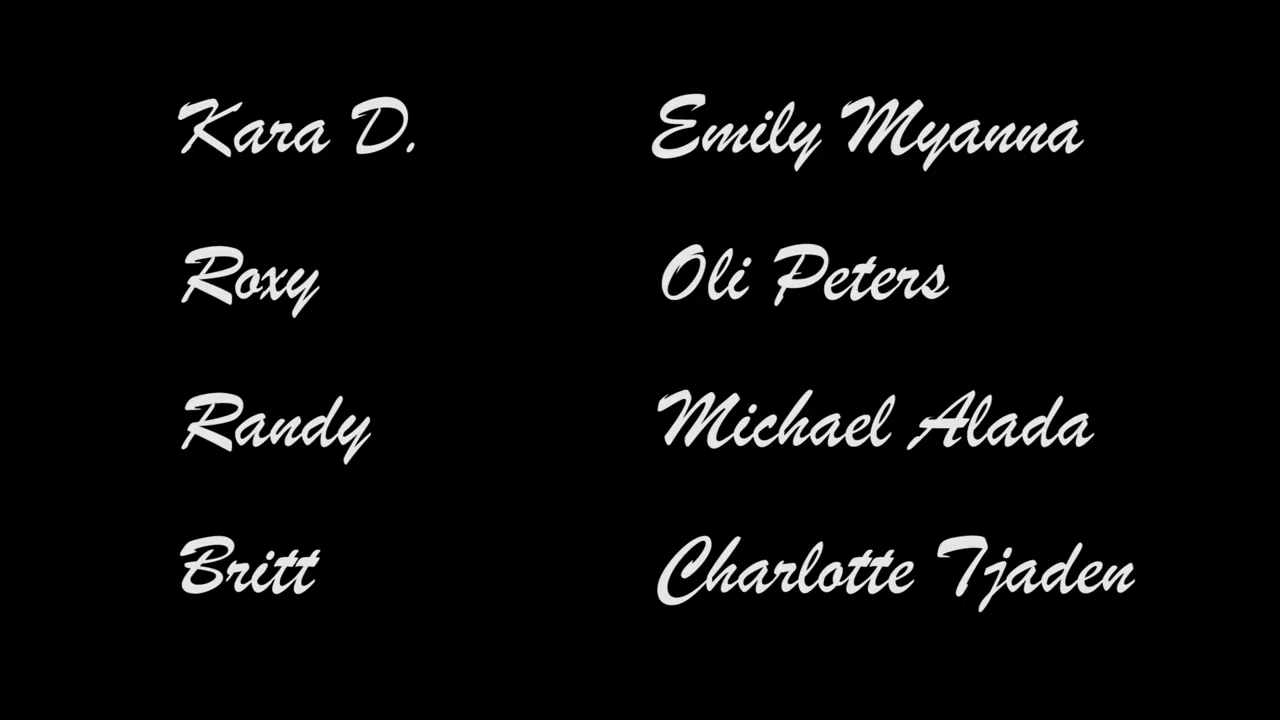 Kara D. Emily Myanna
Roxy Oli Peters
Randy Michael Alada
Britt Charlotte Tjaden